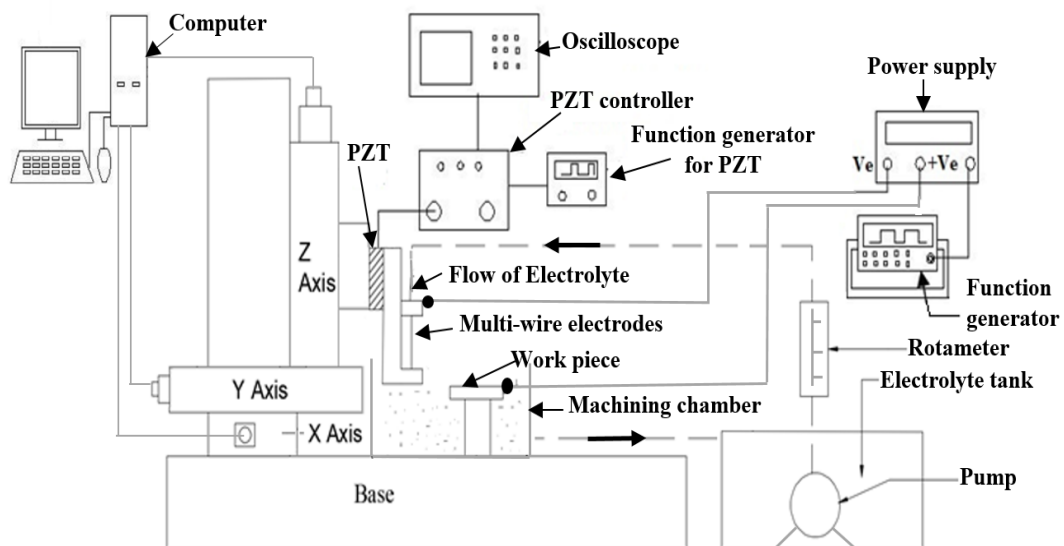 Computer
Oscilloscope
Power supply
PZT controller
Function generator
for PZT
PZT
Ve
+Ve
Z
Axis
Flow of Electrolyte
Function
generator
Multi-wire electrodes
Rotameter
Work piece
Electrolyte tank
Y Axis
Machining chamber
X Axis
Pump
Base